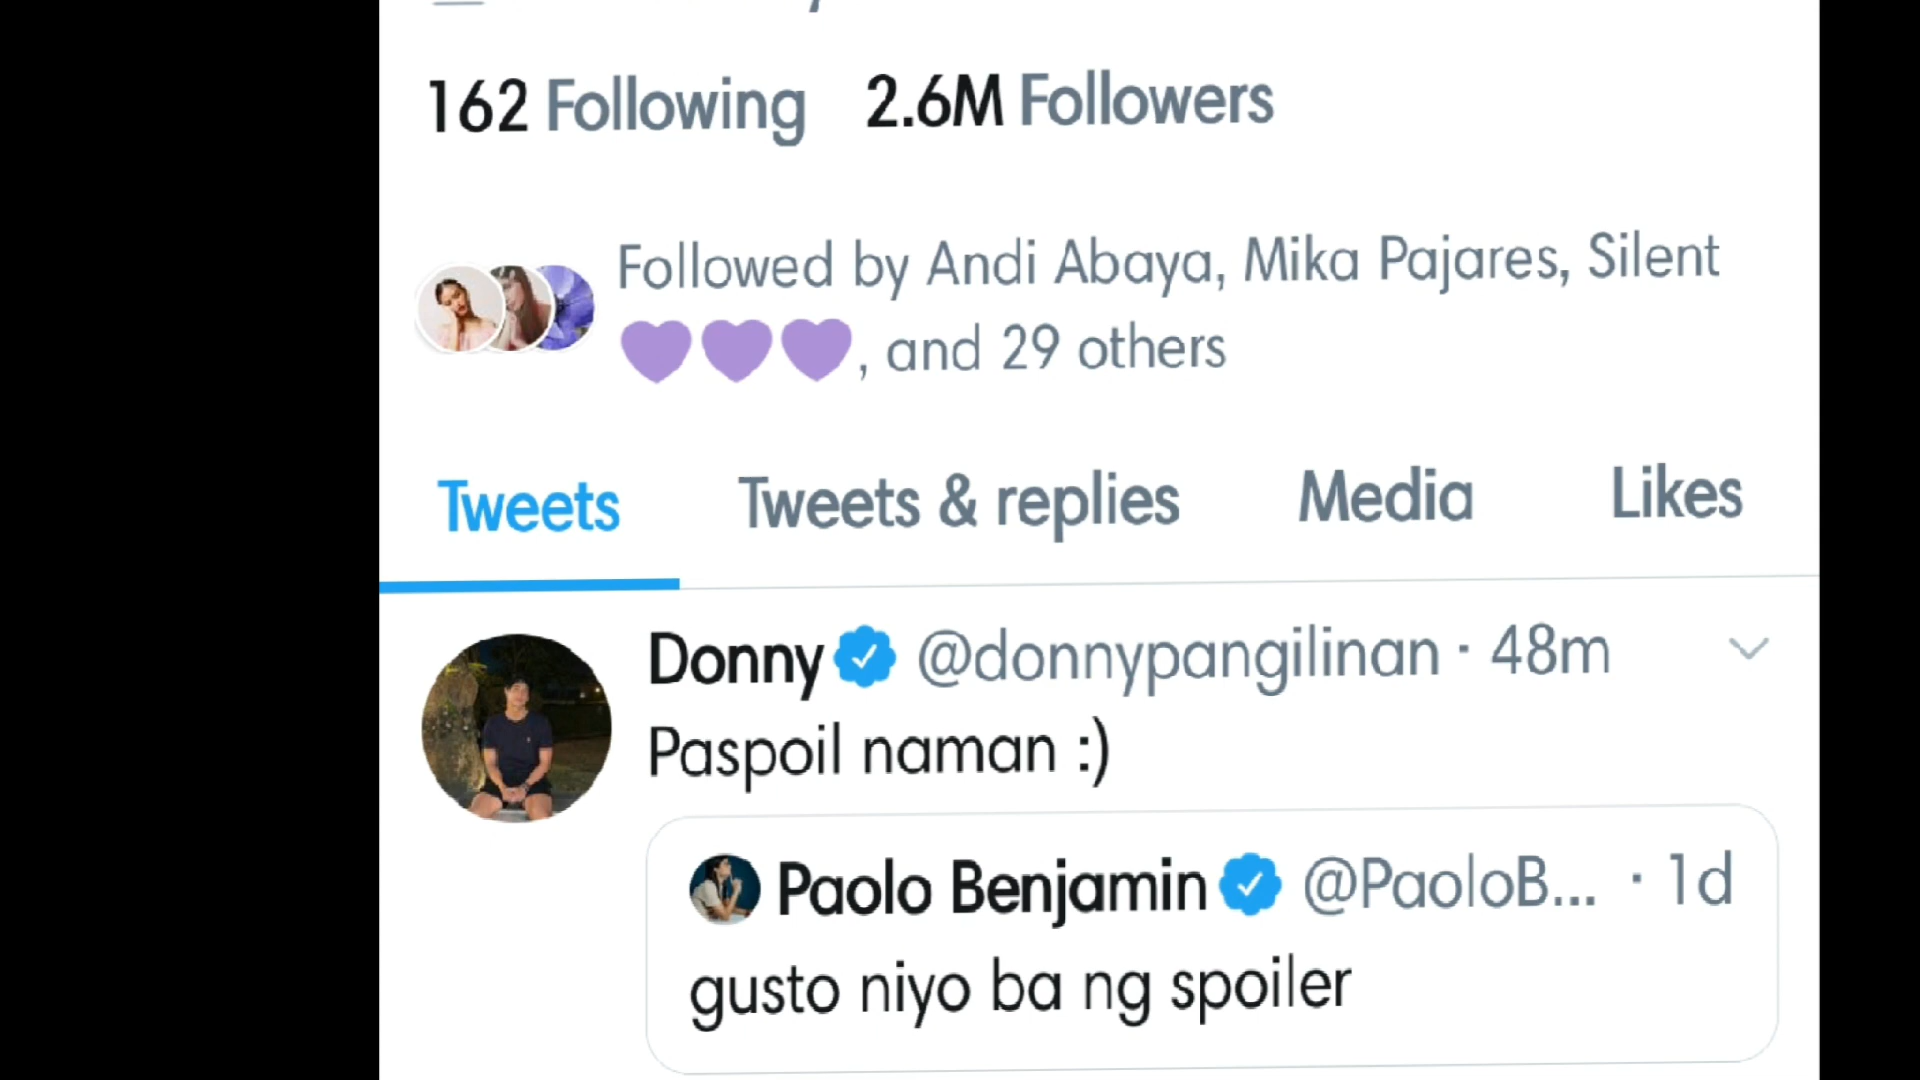 162 Following 2.6M Followers
Followed by Andi Abaya, Mika Pajares, Silent
💜💜💜, and 29 others
Tweets Tweets & replies Media Likes
Donny @donnypangilinan · 48m
Paspoil naman :)
Paolo Benjamin @PaoloB... · 1d
gusto niyo ba ng spoiler